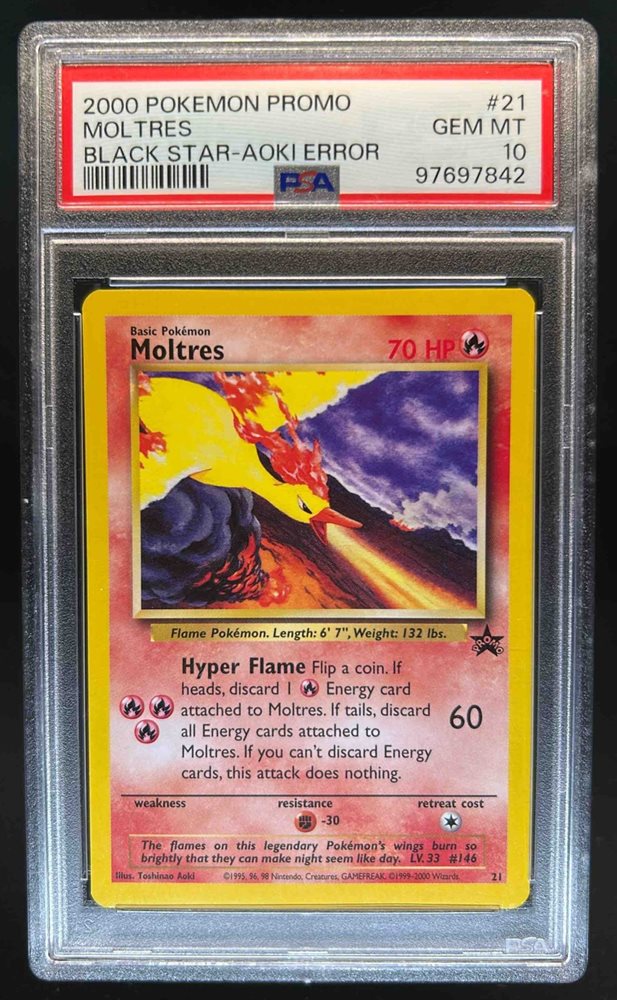 2000 POKEMON PROMO #21
MOLTRES GEM MT
BLACK STAR-AOKI ERROR 10
PSA 97697842
Basic Pokémon
Moltres 70 HP
Flame Pokémon. Length: 6' 7", Weight: 132 lbs.
PROMO
Hyper Flame Flip a coin. If
heads, discard 1 Energy card
attached to Moltres. If tails, discard
all Energy cards attached to
Moltres. If you can't discard Energy
cards, this attack does nothing.
60
weakness resistance retreat cost
-30
The flames on this legendary Pokémon's wings burn so
brightly that they can make night seem like day. LV. 33 #146
Illus. Toshinao Aoki ©1995, 96, 98 Nintendo, Creatures, GAMEFREAK. ©1999-2000 Wizards. 21
PSA